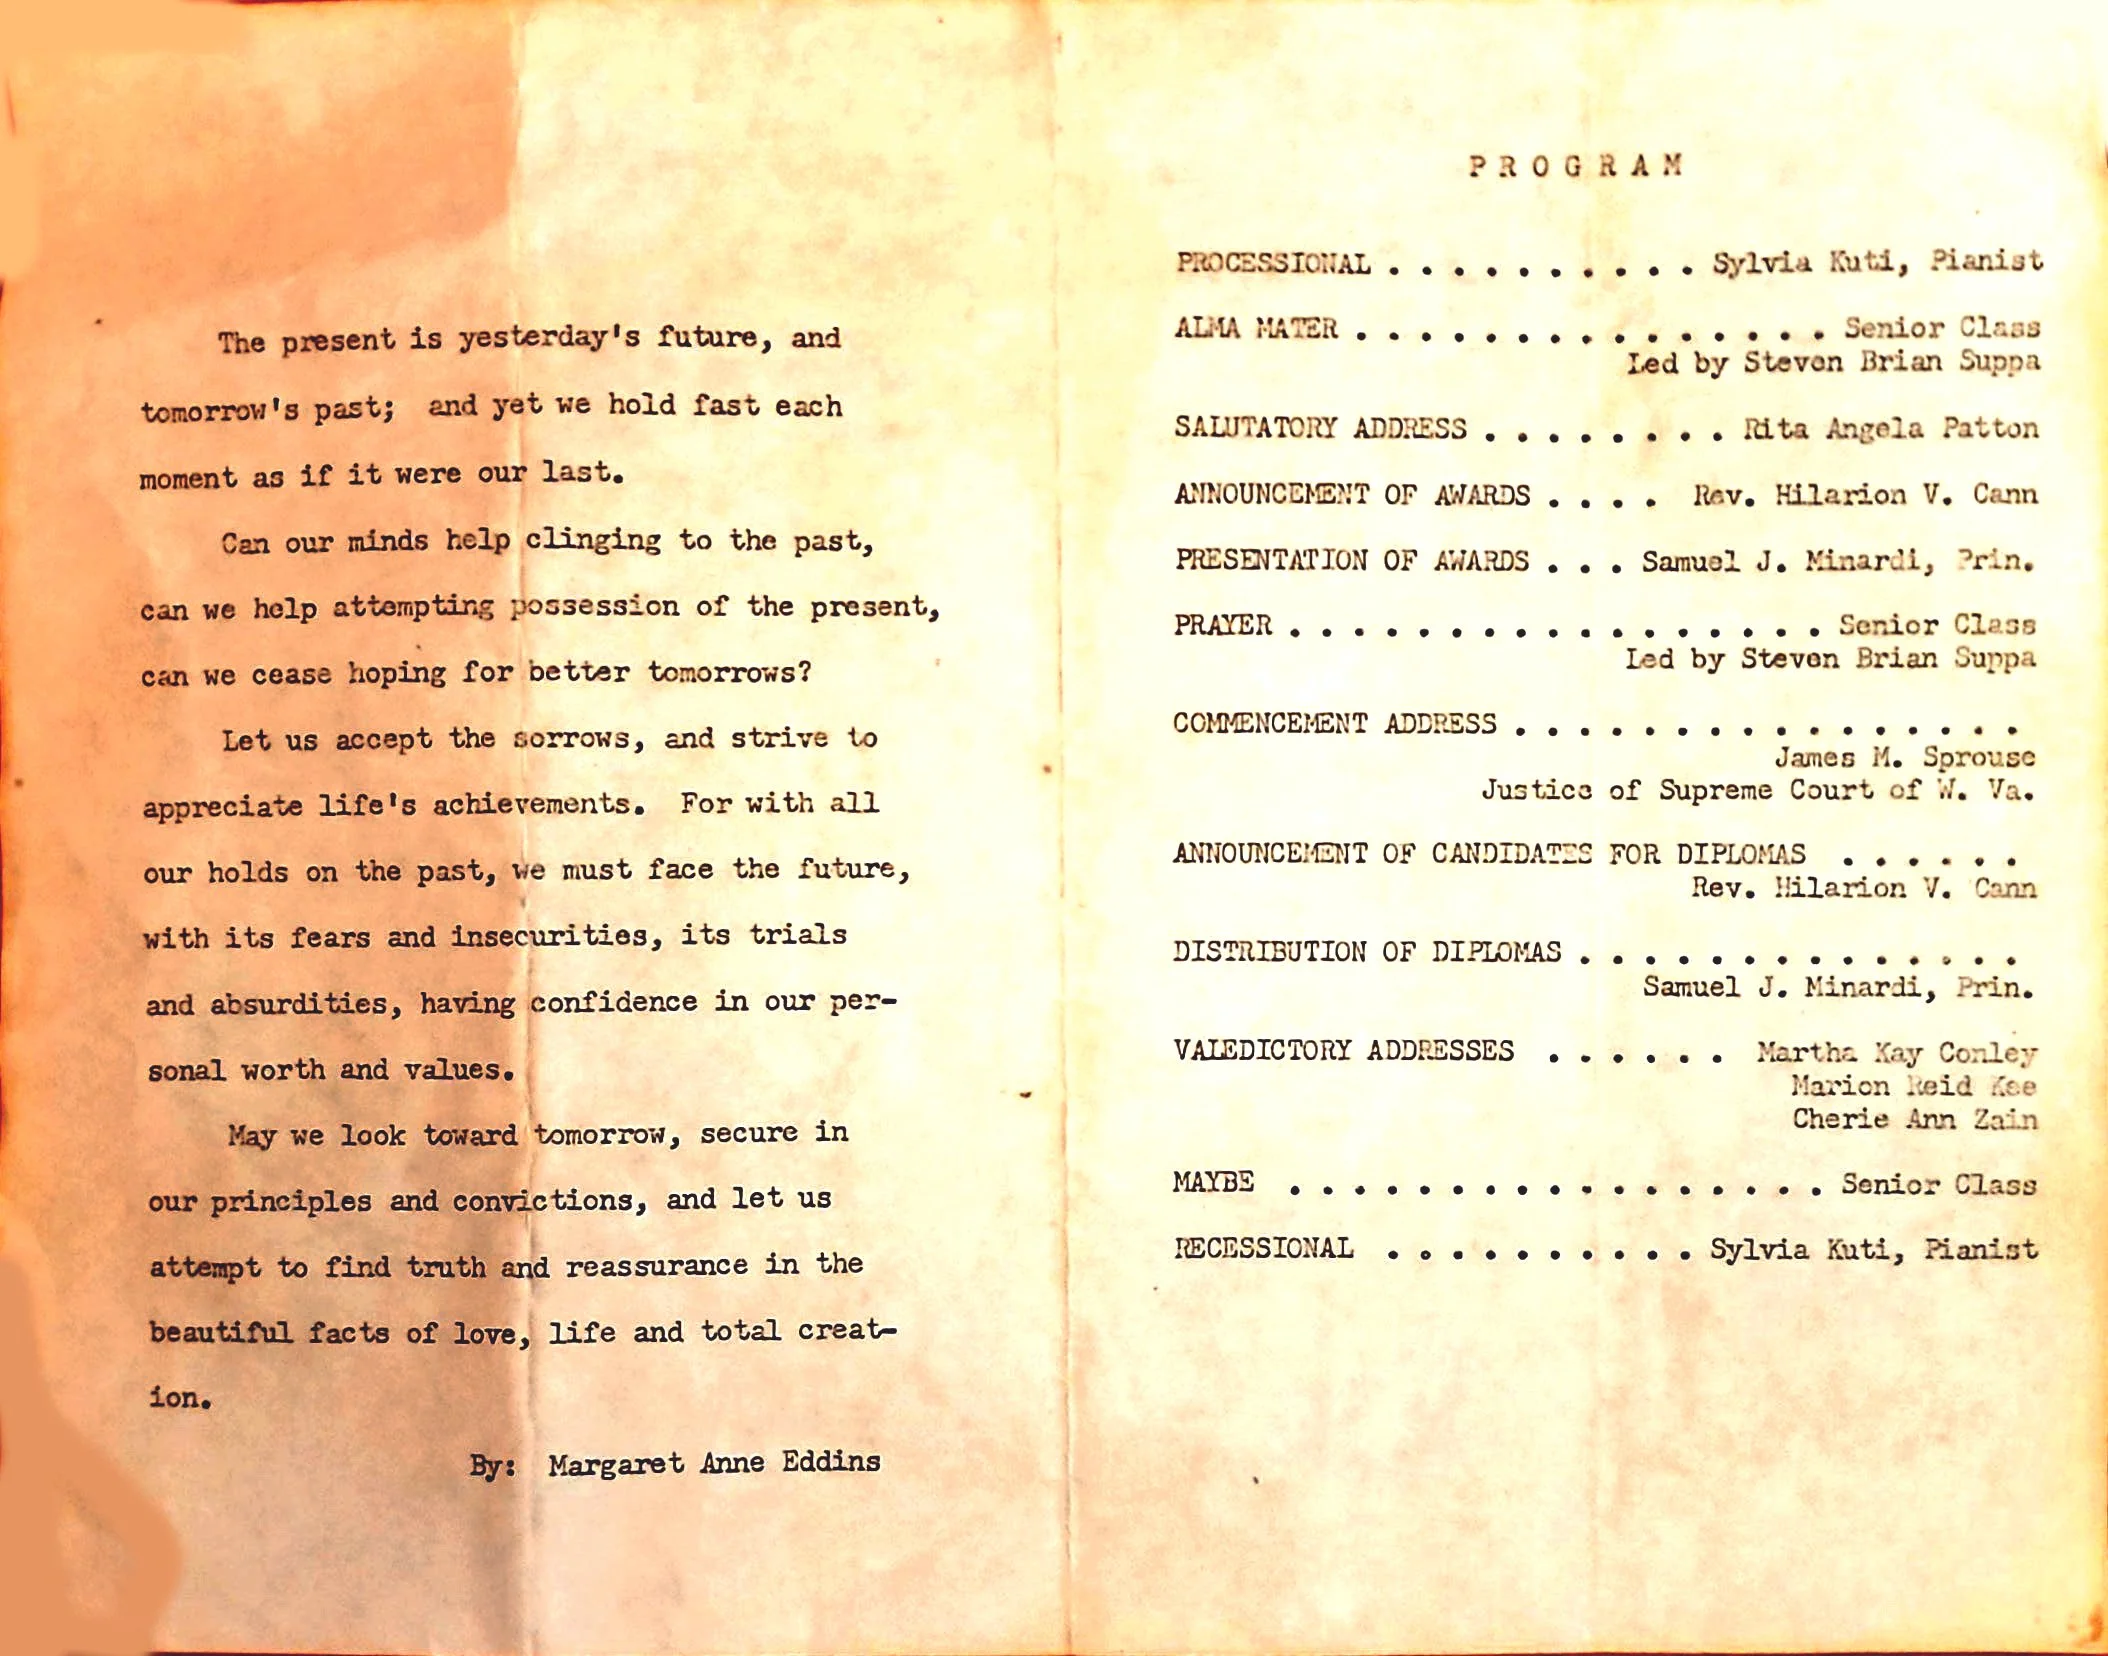 The present is yesterday's future, and
tomorrow's past; and yet we hold fast each
moment as if it were our last.
Can our minds help clinging to the past,
can we help attempting possession of the present,
can we cease hoping for better tomorrows?
Let us accept the sorrows, and strive to
appreciate life's achievements. For with all
our holds on the past, we must face the future,
with its fears and insecurities, its trials
and absurdities, having confidence in our per-
sonal worth and values.
May we look toward tomorrow, secure in
our principles and convictions, and let us
attempt to find truth and reassurance in the
beautiful facts of love, life and total creat-
ion.
By: Margaret Anne Eddins
P R O G R A M
PROCESSIONAL . . . . . . . . . . Sylvia Kuti, Pianist
ALMA MATER . . . . . . . . . . . . . . . Senior Class
Led by Steven Brian Suppa
SALUTATORY ADDRESS . . . . . . . . Rita Angela Patton
ANNOUNCEMENT OF AWARDS . . . . Rev. Hilarion V. Cann
PRESENTATION OF AWARDS . . . Samuel J. Minardi, Prin.
PRAYER . . . . . . . . . . . . . . . . . Senior Class
Led by Steven Brian Suppa
COMMENCEMENT ADDRESS . . . . . . . . . . . . . . . .
James M. Sprouse
Justice of Supreme Court of W. Va.
ANNOUNCEMENT OF CANDIDATES FOR DIPLOMAS . . . . . .
Rev. Hilarion V. Cann
DISTRIBUTION OF DIPLOMAS . . . . . . . . . . . . . .
Samuel J. Minardi, Prin.
VALEDICTORY ADDRESSES . . . . . . Martha Kay Conley
Marion Reid Kee
Cherie Ann Zain
MAYBE . . . . . . . . . . . . . . . . . Senior Class
RECESSIONAL . . . . . . . . . . Sylvia Kuti, Pianist